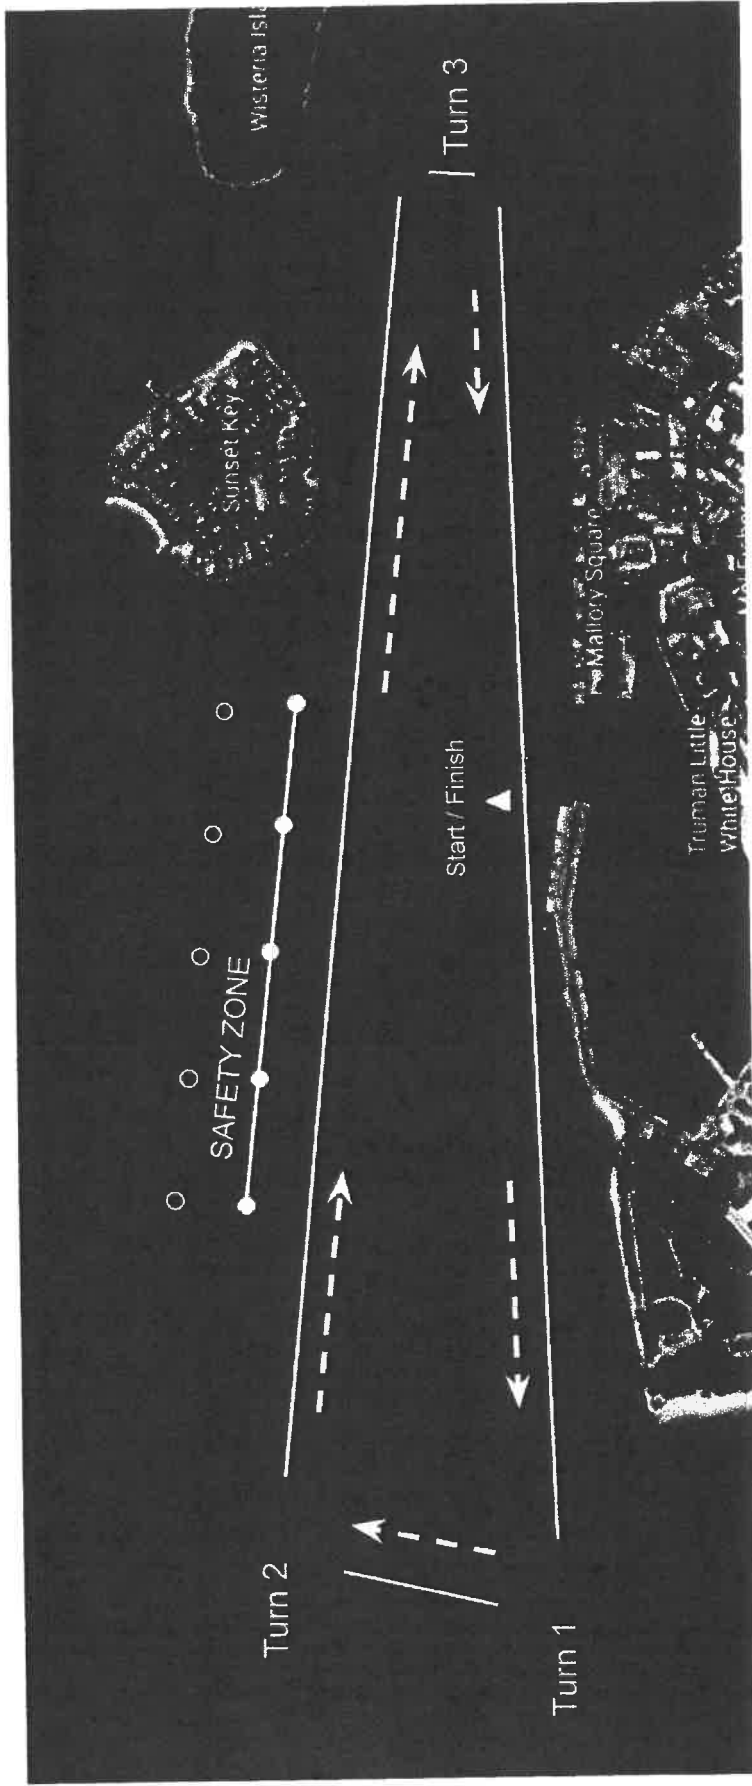 Wisteria Isla
Turn 3
Sunset Key
Mallory Square
Truman Little
White House
Start / Finish
SAFETY ZONE
Turn 2
Turn 1